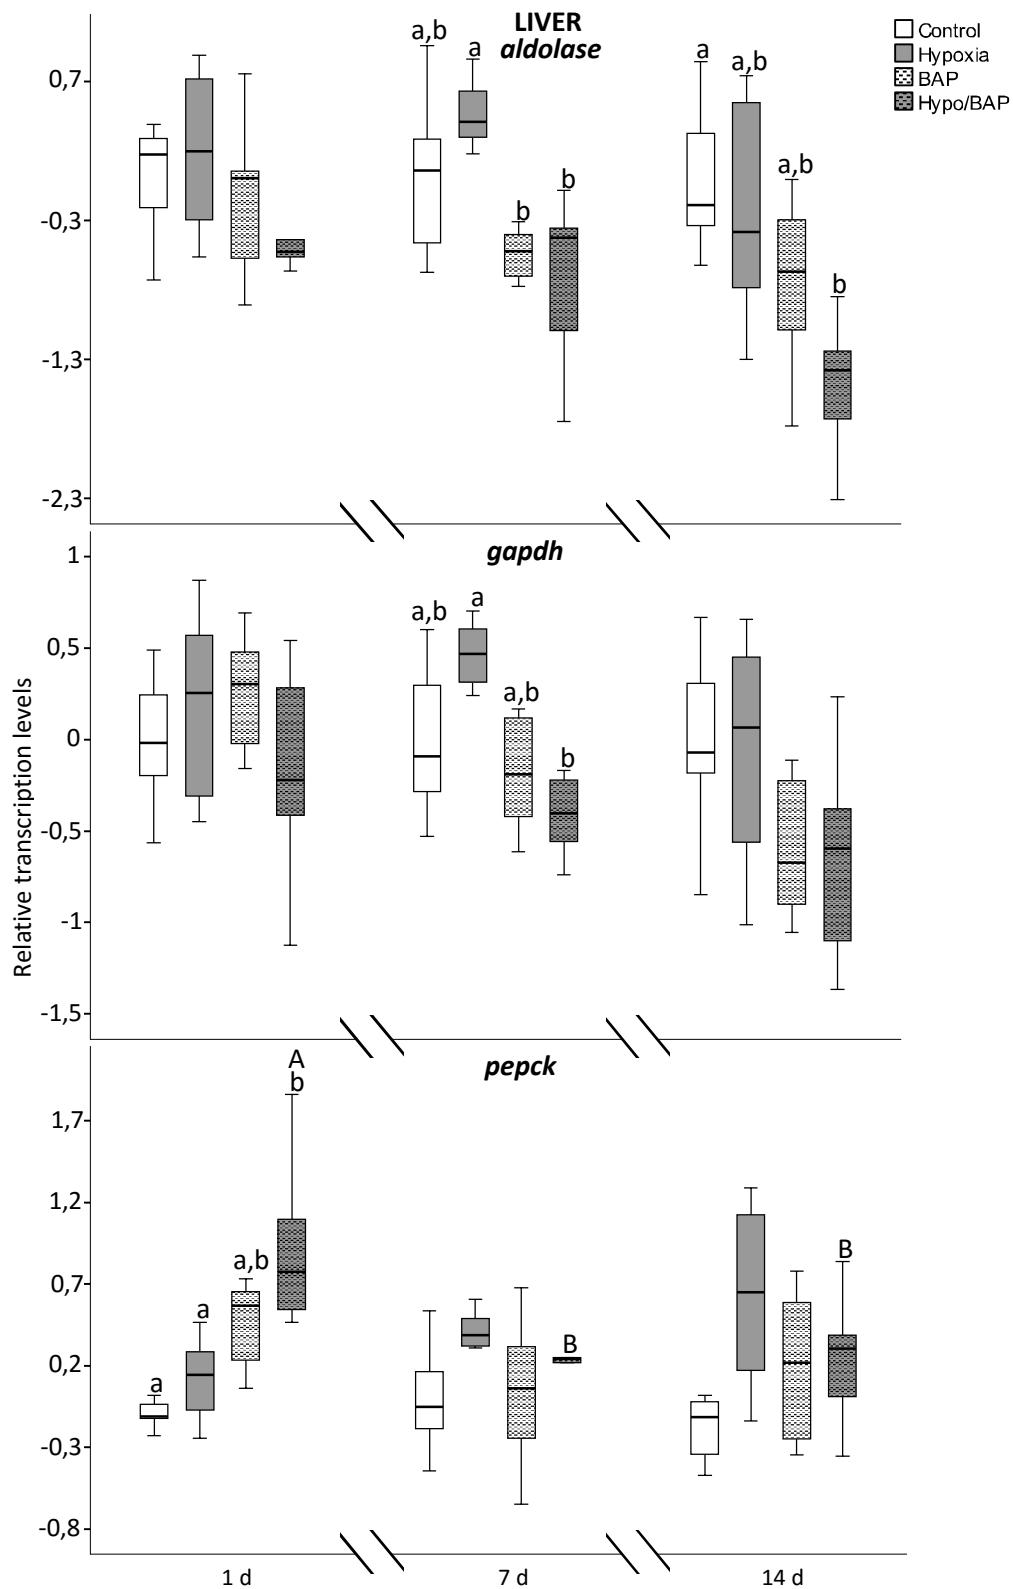 LIVER
aldolase
Control
Hypoxia
BAP
Hypo/BAP
a,b
a
a
a,b
0,7
a,b
b
b
-0,3
b
-1,3
-2,3
gapdh
1
a,b
a
0,5
a,b
0
b
-0,5
-1
-1,5
Relative transcription levels
pepck
A
b
1,7
1,2
a,b
B
0,7
a
B
0,2
a
-0,3
-0,8
1 d
7 d
14 d